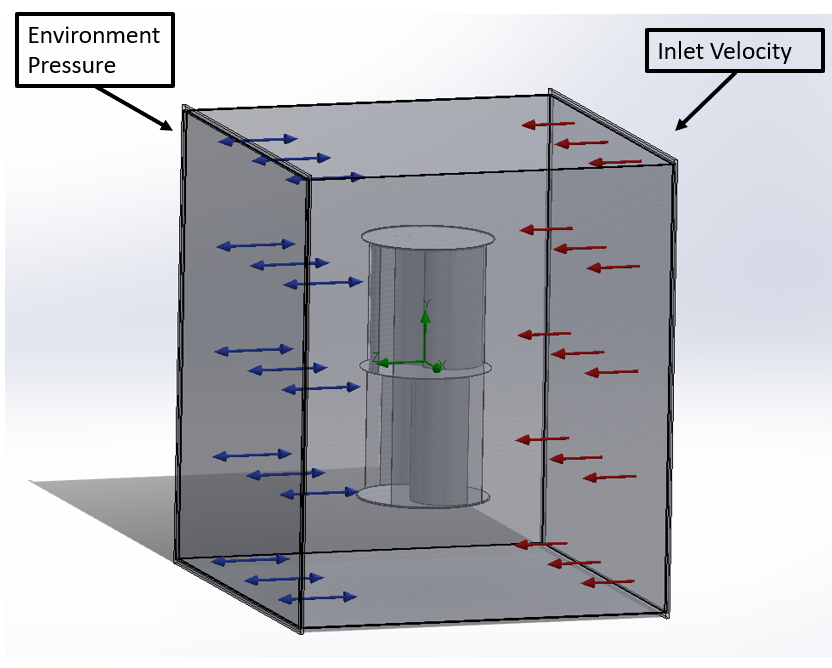 Environment
Pressure
Inlet Velocity
Y
Z
X